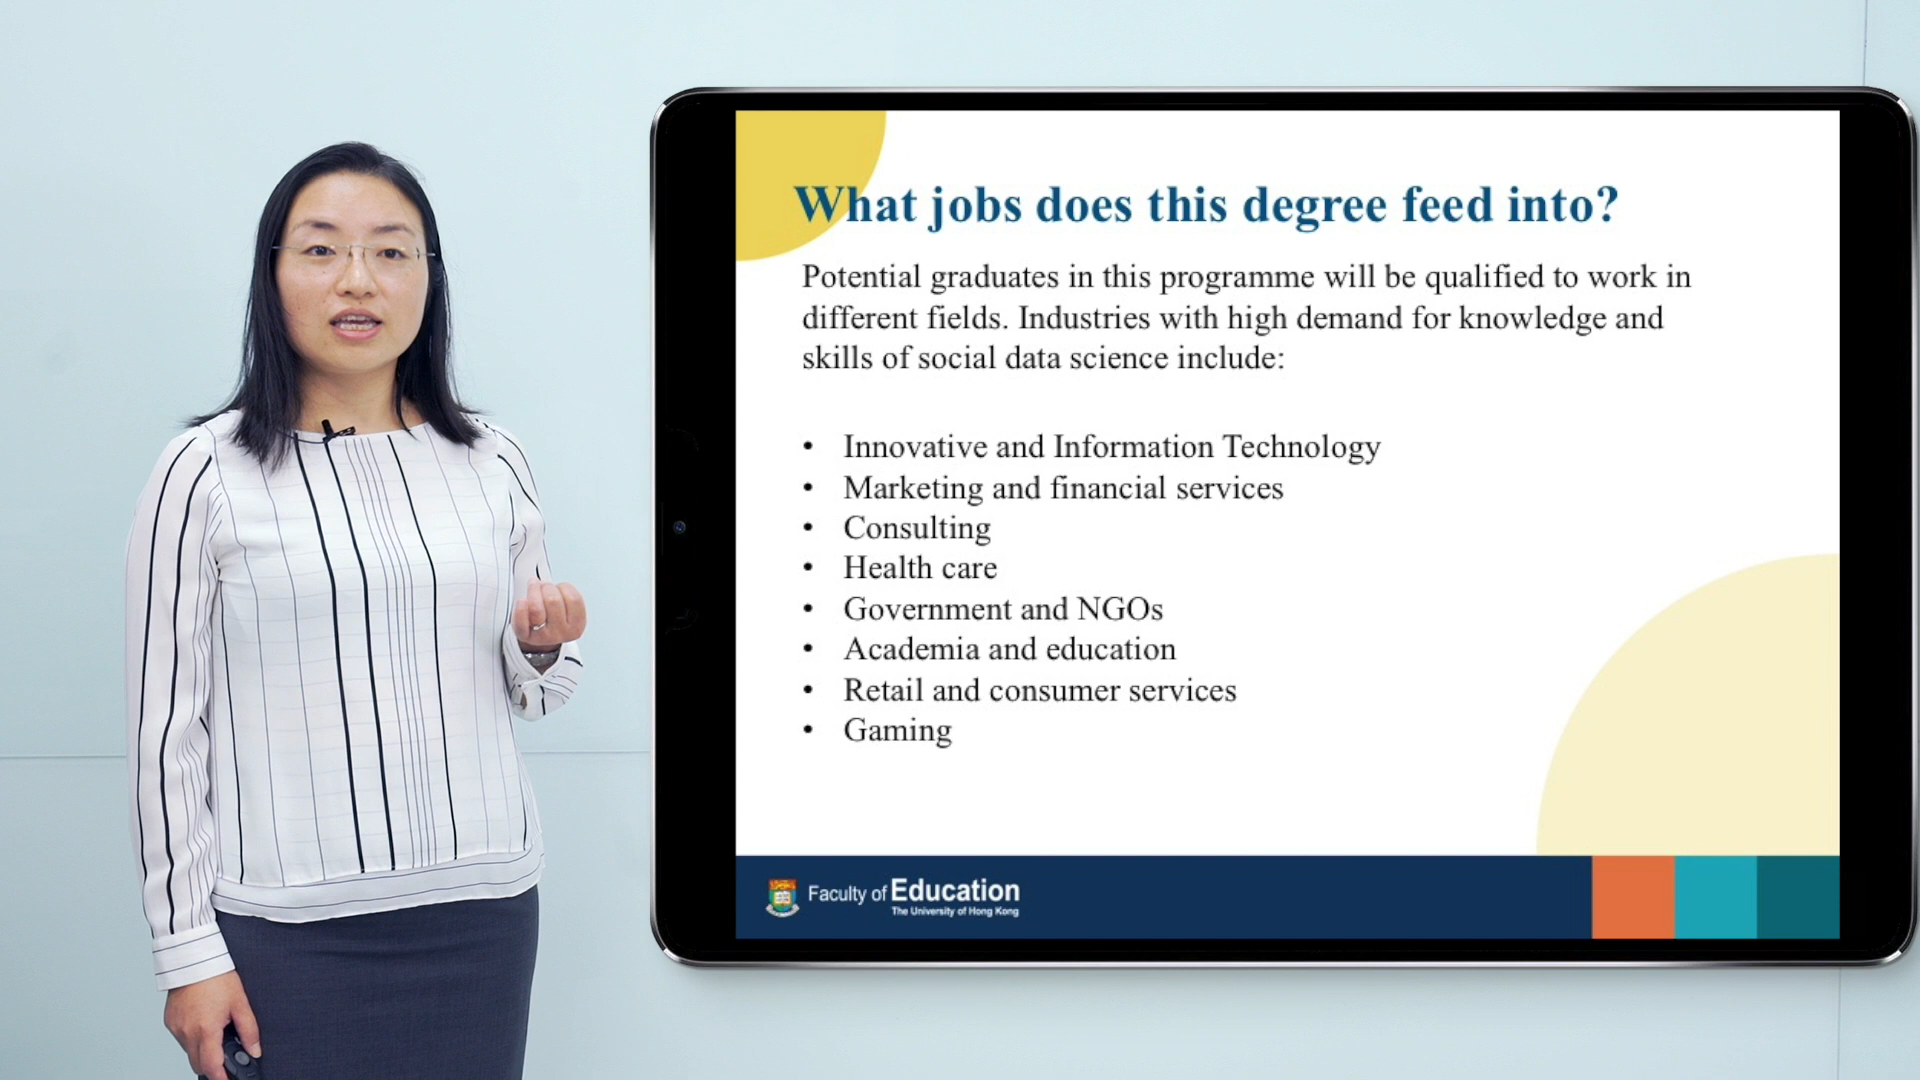 What jobs does this degree feed into?
Potential graduates in this programme will be qualified to work in
different fields. Industries with high demand for knowledge and
skills of social data science include:
• Innovative and Information Technology
• Marketing and financial services
• Consulting
• Health care
• Government and NGOs
• Academia and education
• Retail and consumer services
• Gaming
Faculty of Education
The University of Hong Kong